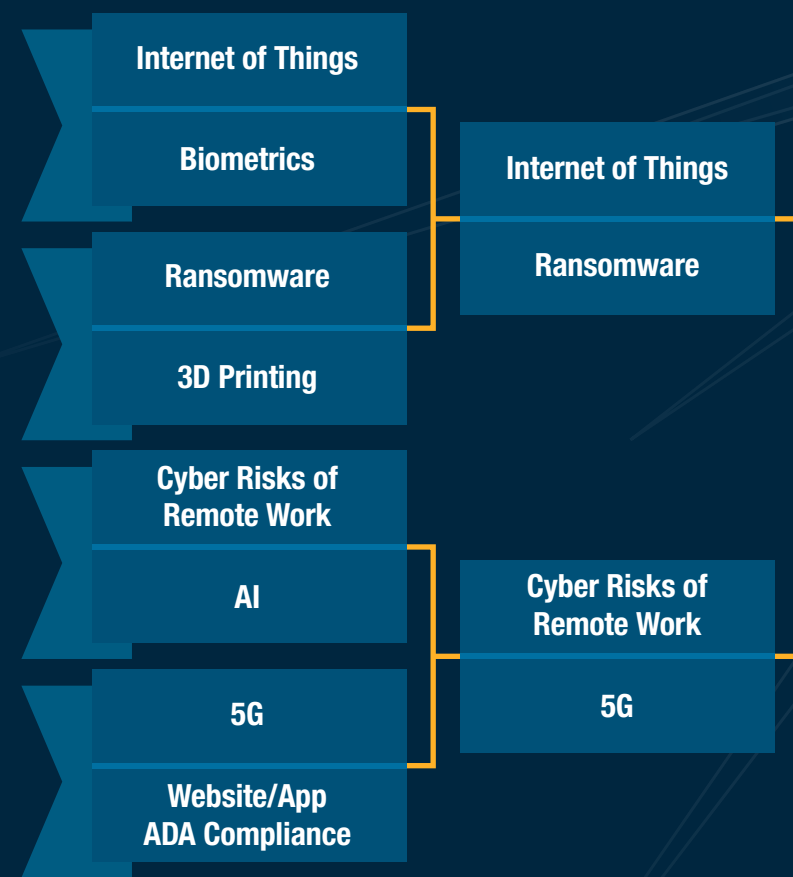 Internet of Things
Biometrics
Ransomware
3D Printing
Cyber Risks of
Remote Work
AI
5G
Website/App
ADA Compliance
Internet of Things
Ransomware
Cyber Risks of
Remote Work
5G